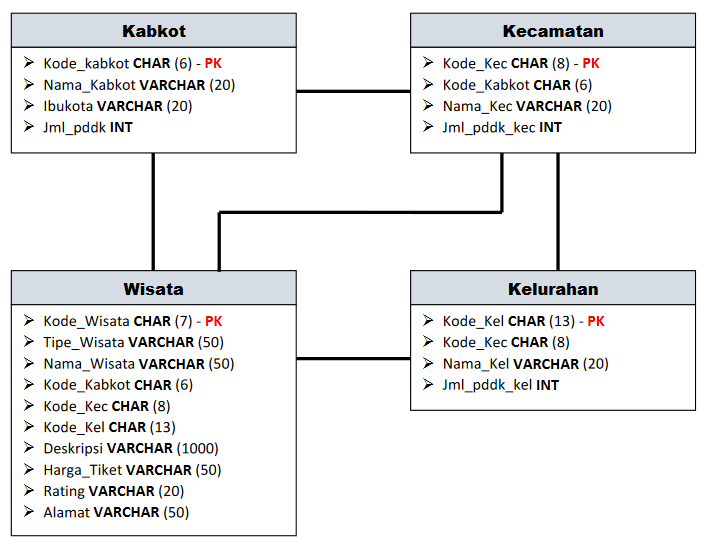 Kabkot
Kode_kabkot CHAR (6) - PK
Nama_Kabkot VARCHAR (20)
Ibukota VARCHAR (20)
Jml_pddk INT
Kecamatan
Kode_Kec CHAR (8) - PK
Kode_Kabkot CHAR (6)
Nama_Kec VARCHAR (20)
Jml_pddk_kec INT
Wisata
Kode_Wisata CHAR (7) - PK
Tipe_Wisata VARCHAR (50)
Nama_Wisata VARCHAR (50)
Kode_Kabkot CHAR (6)
Kode_Kec CHAR (8)
Kode_Kel CHAR (13)
Deskripsi VARCHAR (1000)
Harga_Tiket VARCHAR (50)
Rating VARCHAR (20)
Alamat VARCHAR (50)
Kelurahan
Kode_Kel CHAR (13) - PK
Kode_Kec CHAR (8)
Nama_Kel VARCHAR (20)
Jml_pddk_kel INT